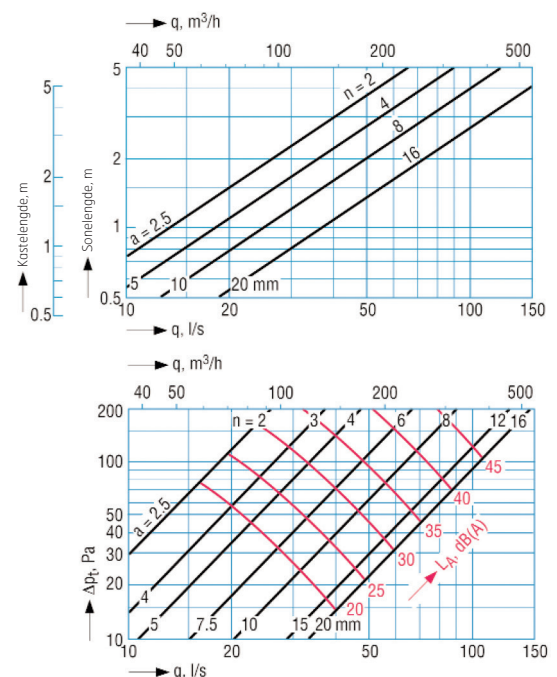 q, m³/h
40 50 100 200 500
5
2
1
0.5
Kastelengde, m
5
2
1
0.5
Sonelengde, m
n = 2
4
8
16
a = 2.5
5
10
20 mm
10 20 50 100 150
q, l/s
q, m³/h
40 50 100 200 500
200
100
50
40
30
20
10
Δpt, Pa
n = 2 3 4 6 8 12 16
a = 2.5
4
5
7.5
10
15
20 mm
45
40
35
30
25
20
LA, dB(A)
10 20 50 100 150
q, l/s